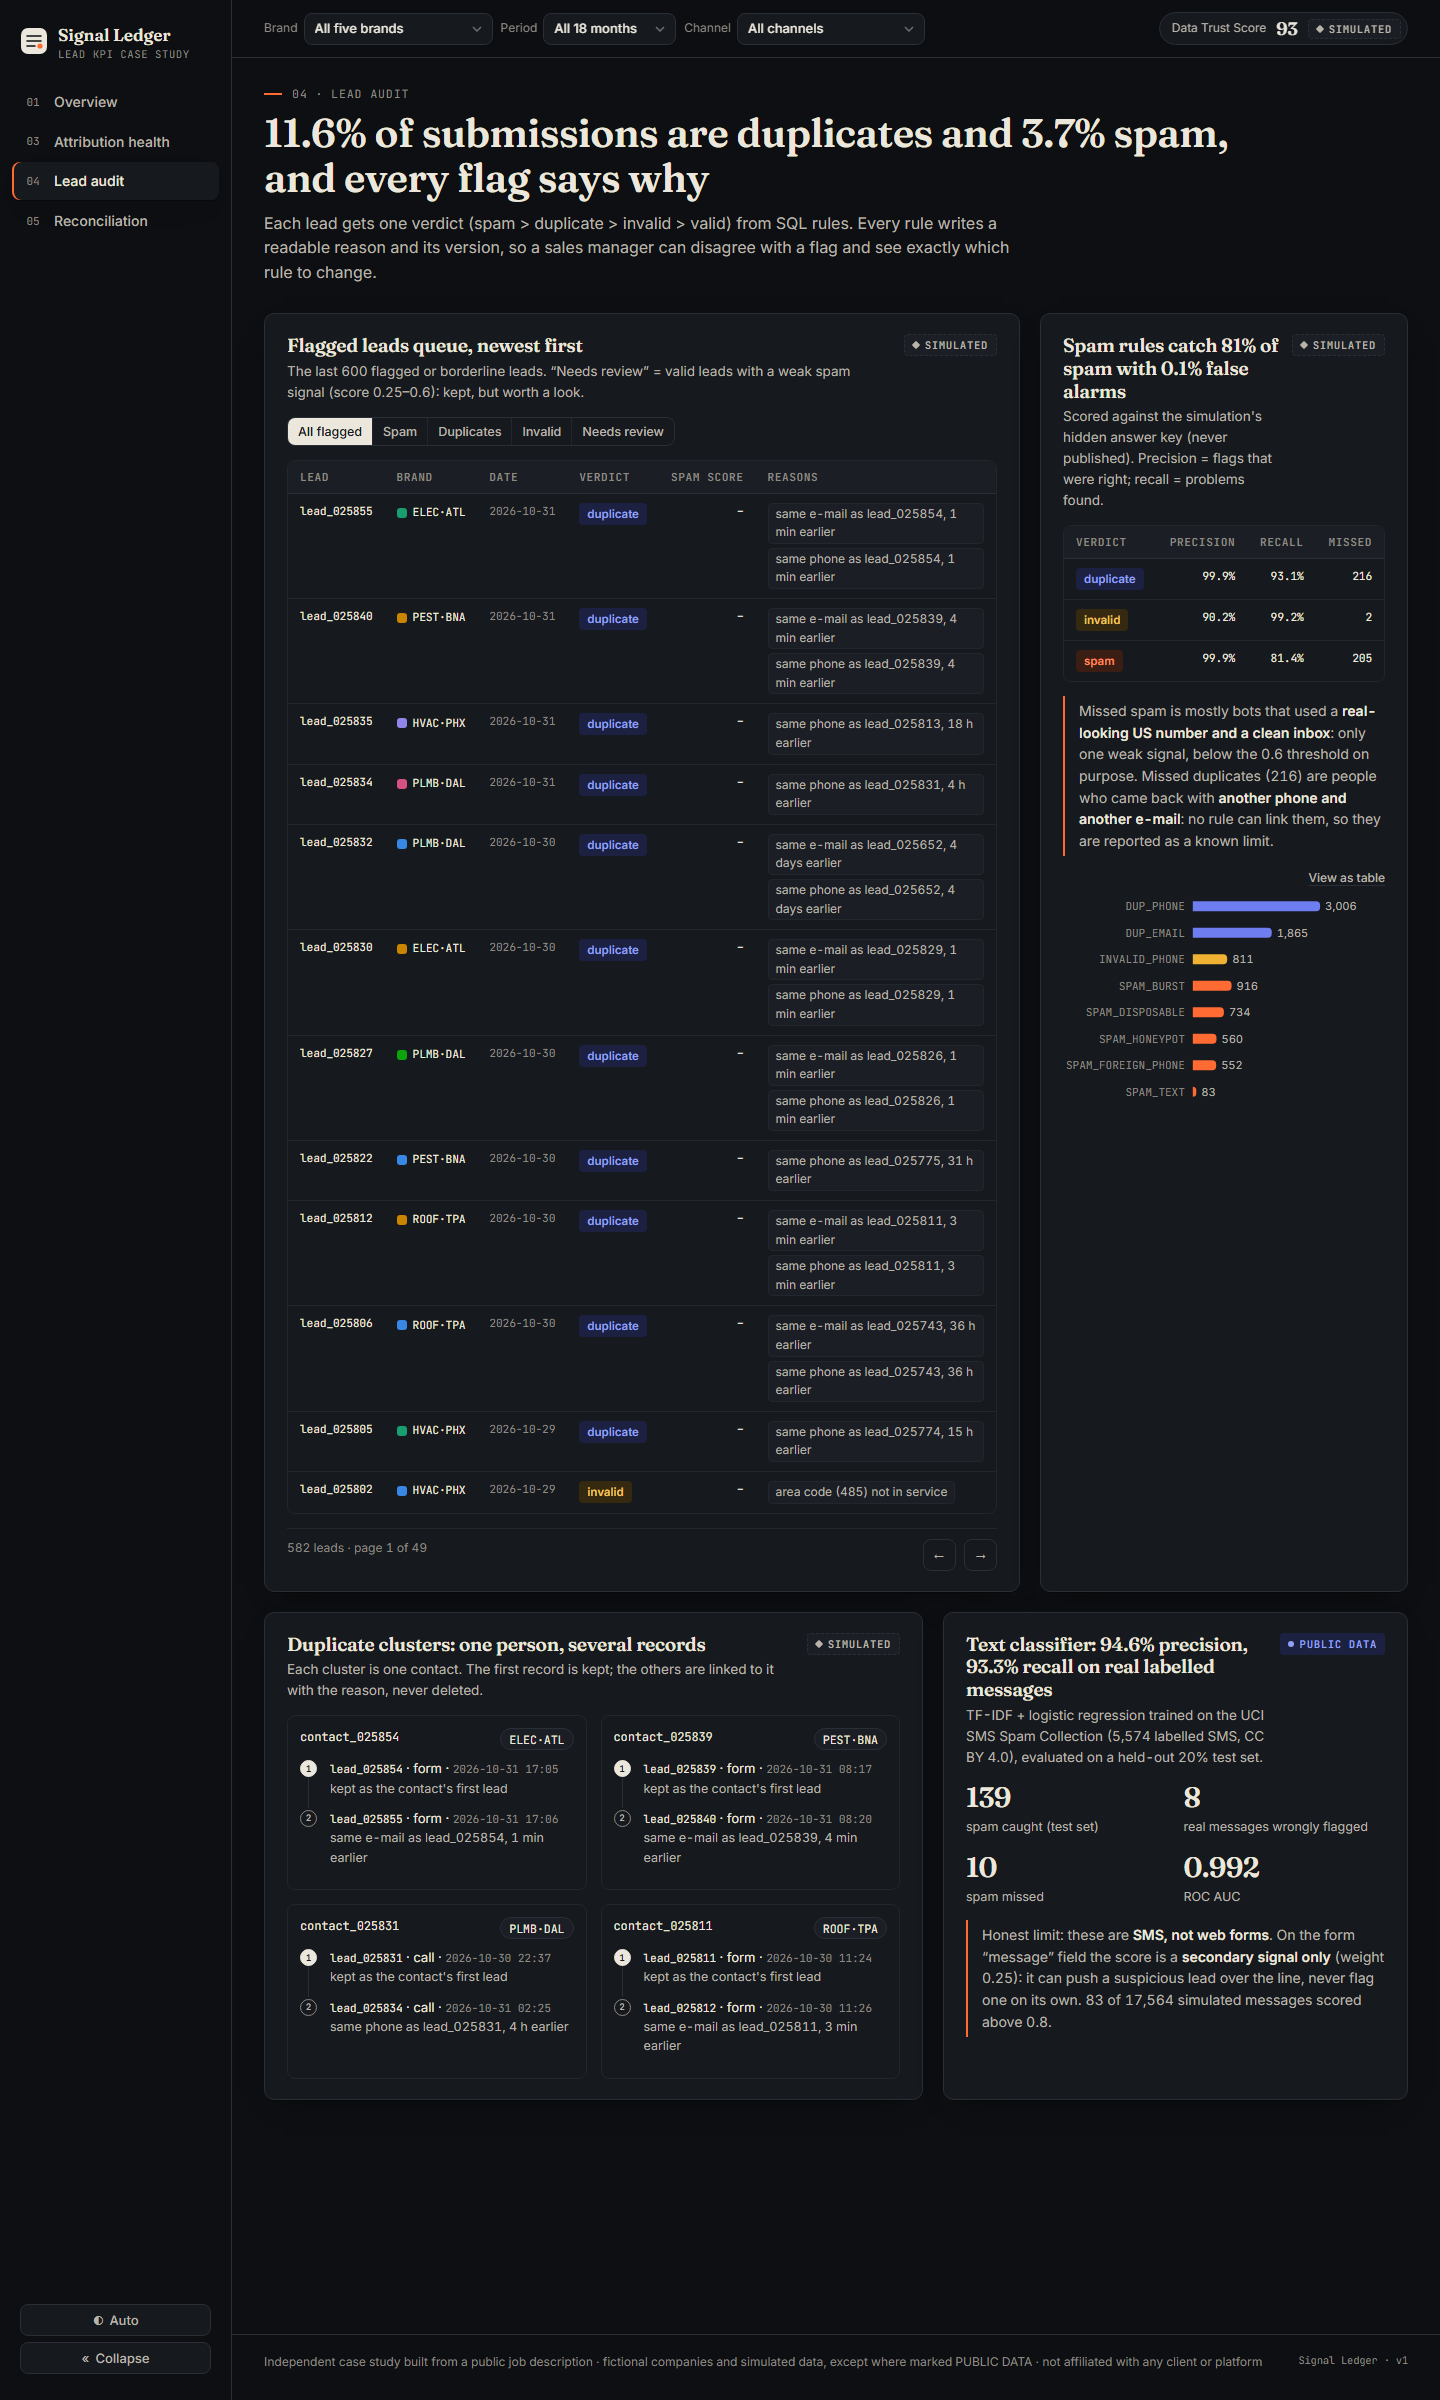 Signal Ledger
LEAD KPI CASE STUDY
01 Overview
03 Attribution health
04 Lead audit
05 Reconciliation
◐ Auto
« Collapse
Brand All five brands Period All 18 months Channel All channels Data Trust Score 93 ◆ SIMULATED
04 · LEAD AUDIT
11.6% of submissions are duplicates and 3.7% spam,
and every flag says why
Each lead gets one verdict (spam > duplicate > invalid > valid) from SQL rules. Every rule writes a
readable reason and its version, so a sales manager can disagree with a flag and see exactly which
rule to change.
Flagged leads queue, newest first ◆ SIMULATED
The last 600 flagged or borderline leads. “Needs review” = valid leads with a weak spam
signal (score 0.25–0.6): kept, but worth a look.
All flagged Spam Duplicates Invalid Needs review
LEAD BRAND DATE VERDICT SPAM SCORE REASONS
lead_025855 ELEC·ATL 2026-10-31 duplicate – same e-mail as lead_025854, 1
min earlier
same phone as lead_025854, 1
min earlier
lead_025840 PEST·BNA 2026-10-31 duplicate – same e-mail as lead_025839, 4
min earlier
same phone as lead_025839, 4
min earlier
lead_025835 HVAC·PHX 2026-10-31 duplicate – same phone as lead_025813, 18 h
earlier
lead_025834 PLMB·DAL 2026-10-31 duplicate – same phone as lead_025831, 4 h
earlier
lead_025832 PLMB·DAL 2026-10-30 duplicate – same e-mail as lead_025652, 4
days earlier
same phone as lead_025652, 4
days earlier
lead_025830 ELEC·ATL 2026-10-30 duplicate – same e-mail as lead_025829, 1
min earlier
same phone as lead_025829, 1
min earlier
lead_025827 PLMB·DAL 2026-10-30 duplicate – same e-mail as lead_025826, 1
min earlier
same phone as lead_025826, 1
min earlier
lead_025822 PEST·BNA 2026-10-30 duplicate – same phone as lead_025775, 31 h
earlier
lead_025812 ROOF·TPA 2026-10-30 duplicate – same e-mail as lead_025811, 3
min earlier
same phone as lead_025811, 3
min earlier
lead_025806 ROOF·TPA 2026-10-30 duplicate – same e-mail as lead_025743, 36 h
earlier
same phone as lead_025743, 36 h
earlier
lead_025805 HVAC·PHX 2026-10-29 duplicate – same phone as lead_025774, 15 h
earlier
lead_025802 HVAC·PHX 2026-10-29 invalid – area code (485) not in service
582 leads · page 1 of 49 ← →
Spam rules catch 81% of ◆ SIMULATED
spam with 0.1% false
alarms
Scored against the simulation's
hidden answer key (never
published). Precision = flags that
were right; recall = problems
found.
VERDICT PRECISION RECALL MISSED
duplicate 99.9% 93.1% 216
invalid 90.2% 99.2% 2
spam 99.9% 81.4% 205
Missed spam is mostly bots that used a real-
looking US number and a clean inbox: only
one weak signal, below the 0.6 threshold on
purpose. Missed duplicates (216) are people
who came back with another phone and
another e-mail: no rule can link them, so they
are reported as a known limit.
View as table
DUP_PHONE 3,006
DUP_EMAIL 1,865
INVALID_PHONE 811
SPAM_BURST 916
SPAM_DISPOSABLE 734
SPAM_HONEYPOT 560
SPAM_FOREIGN_PHONE 552
SPAM_TEXT 83
Duplicate clusters: one person, several records ◆ SIMULATED
Each cluster is one contact. The first record is kept; the others are linked to it
with the reason, never deleted.
contact_025854 ELEC·ATL
1 lead_025854 · form · 2026-10-31 17:05
kept as the contact's first lead
2 lead_025855 · form · 2026-10-31 17:06
same e-mail as lead_025854, 1 min
earlier
contact_025839 PEST·BNA
1 lead_025839 · form · 2026-10-31 08:17
kept as the contact's first lead
2 lead_025840 · form · 2026-10-31 08:20
same e-mail as lead_025839, 4 min
earlier
contact_025831 PLMB·DAL
1 lead_025831 · call · 2026-10-30 22:37
kept as the contact's first lead
2 lead_025834 · call · 2026-10-31 02:25
same phone as lead_025831, 4 h earlier
contact_025811 ROOF·TPA
1 lead_025811 · form · 2026-10-30 11:24
kept as the contact's first lead
2 lead_025812 · form · 2026-10-30 11:26
same e-mail as lead_025811, 3 min
earlier
Text classifier: 94.6% precision, ● PUBLIC DATA
93.3% recall on real labelled
messages
TF-IDF + logistic regression trained on the UCI
SMS Spam Collection (5,574 labelled SMS, CC
BY 4.0), evaluated on a held-out 20% test set.
139 8
spam caught (test set) real messages wrongly flagged
10 0.992
spam missed ROC AUC
Honest limit: these are SMS, not web forms. On the form
“message” field the score is a secondary signal only (weight
0.25): it can push a suspicious lead over the line, never flag
one on its own. 83 of 17,564 simulated messages scored
above 0.8.
Independent case study built from a public job description · fictional companies and simulated data, except where marked PUBLIC DATA · not affiliated with any client or platform Signal Ledger · v1